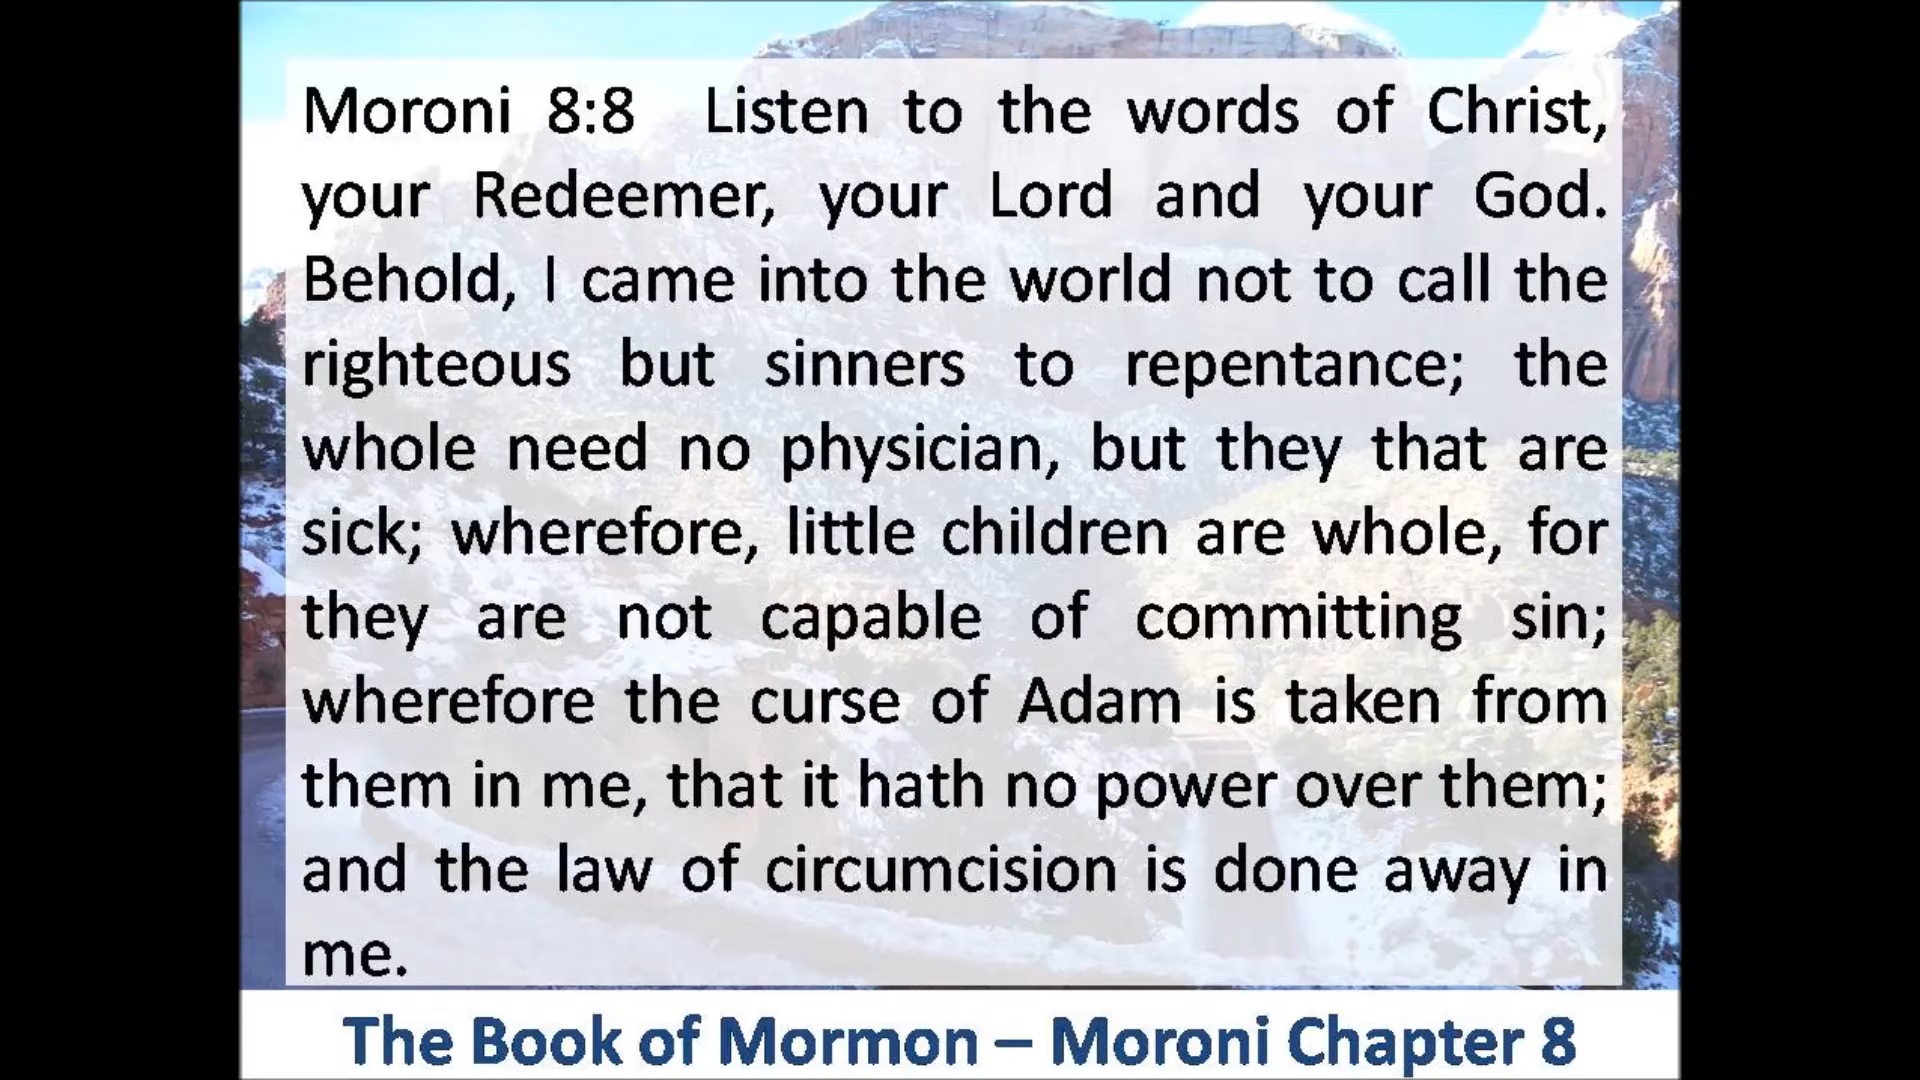 Moroni 8:8 Listen to the words of Christ,
your Redeemer, your Lord and your God.
Behold, I came into the world not to call the
righteous but sinners to repentance; the
whole need no physician, but they that are
sick; wherefore, little children are whole, for
they are not capable of committing sin;
wherefore the curse of Adam is taken from
them in me, that it hath no power over them;
and the law of circumcision is done away in
me.
The Book of Mormon – Moroni Chapter 8